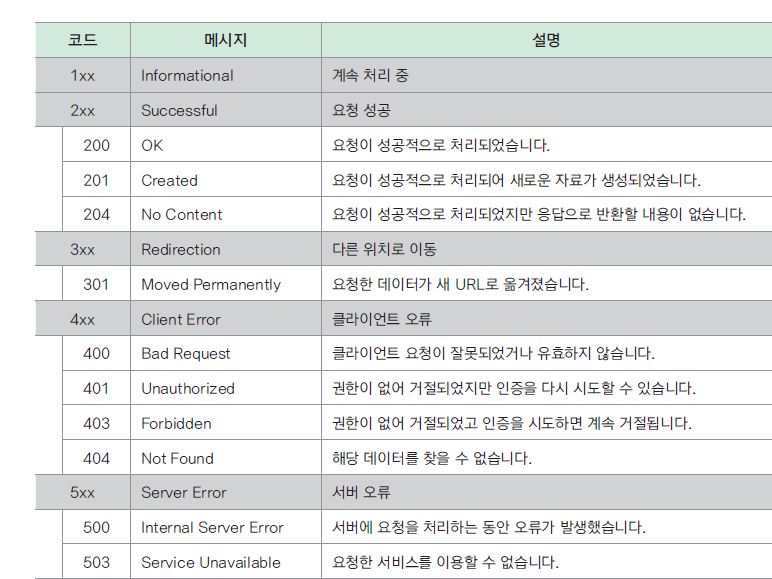 코드 메시지 설명
1xx Informational 계속 처리 중
2xx Successful 요청 성공
200 OK 요청이 성공적으로 처리되었습니다.
201 Created 요청이 성공적으로 처리되어 새로운 자료가 생성되었습니다.
204 No Content 요청이 성공적으로 처리되었지만 응답으로 반환할 내용이 없습니다.
3xx Redirection 다른 위치로 이동
301 Moved Permanently 요청한 데이터가 새 URL로 옮겨졌습니다.
4xx Client Error 클라이언트 오류
400 Bad Request 클라이언트 요청이 잘못되었거나 유효하지 않습니다.
401 Unauthorized 권한이 없어 거절되었지만 인증을 다시 시도할 수 있습니다.
403 Forbidden 권한이 없어 거절되었고 인증을 시도하면 계속 거절됩니다.
404 Not Found 해당 데이터를 찾을 수 없습니다.
5xx Server Error 서버 오류
500 Internal Server Error 서버에 요청을 처리하는 동안 오류가 발생했습니다.
503 Service Unavailable 요청한 서비스를 이용할 수 없습니다.